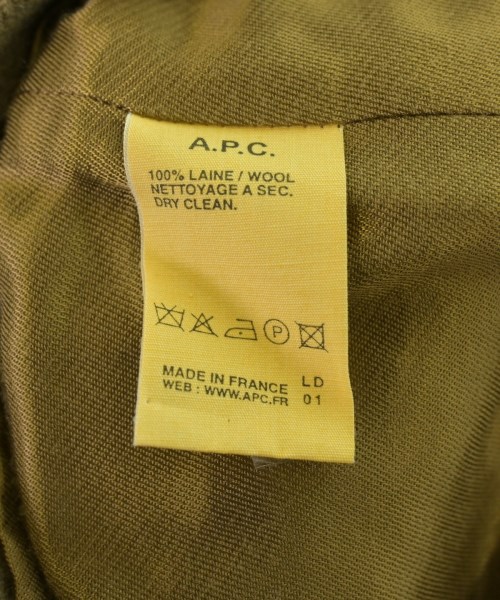 A.P.C.
100% LAINE / WOOL
NETTOYAGE A SEC.
DRY CLEAN.
P
MADE IN FRANCE LD
WEB : WWW.APC.FR 01